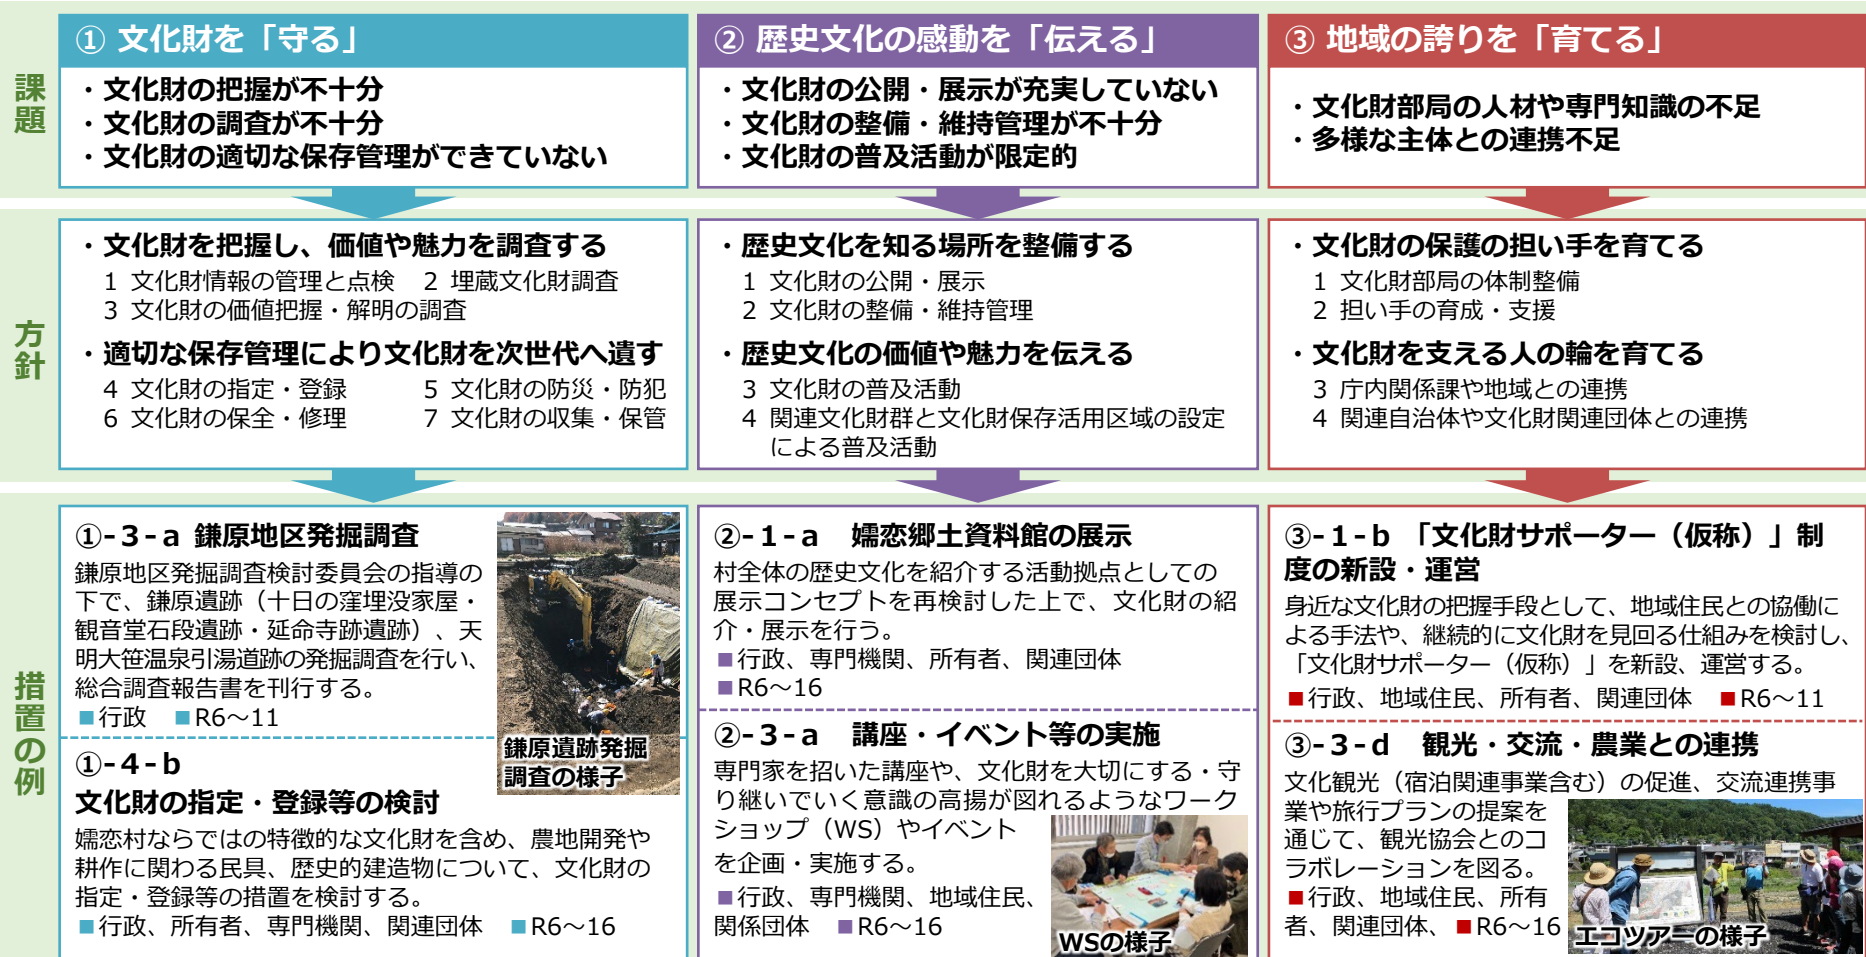 課題
① 文化財を「守る」
・文化財の把握が不十分
・文化財の調査が不十分
・文化財の適切な保存管理ができていない
② 歴史文化の感動を「伝える」
・文化財の公開・展示が充実していない
・文化財の整備・維持管理が不十分
・文化財の普及活動が限定的
③ 地域の誇りを「育てる」
・文化財部局の人材や専門知識の不足
・多様な主体との連携不足
方針
・文化財を把握し、価値や魅力を調査する
1 文化財情報の管理と点検 2 埋蔵文化財調査
3 文化財の価値把握・解明の調査
・適切な保存管理により文化財を次世代へ遺す
4 文化財の指定・登録 5 文化財の防災・防犯
6 文化財の保全・修理 7 文化財の収集・保管
・歴史文化を知る場所を整備する
1 文化財の公開・展示
2 文化財の整備・維持管理
・歴史文化の価値や魅力を伝える
3 文化財の普及活動
4 関連文化財群と文化財保存活用区域の設定
による普及活動
・文化財の保護の担い手を育てる
1 文化財部局の体制整備
2 担い手の育成・支援
・文化財を支える人の輪を育てる
3 庁内関係課や地域との連携
4 関連自治体や文化財関連団体との連携
措置の例
①-3-a 鎌原地区発掘調査
鎌原地区発掘調査検討委員会の指導の
下で、鎌原遺跡（十日の窪埋没家屋・
観音堂石段遺跡・延命寺跡遺跡）、天
明大笹温泉引湯道跡の発掘調査を行い、
総合調査報告書を刊行する。
■行政 ■R6～11
鎌原遺跡発掘
調査の様子
①-4-b
文化財の指定・登録等の検討
嬬恋村ならではの特徴的な文化財を含め、農地開発や
耕作に関わる民具、歴史的建造物について、文化財の
指定・登録等の措置を検討する。
■行政、所有者、専門機関、関連団体 ■R6～16
②-1-a 嬬恋郷土資料館の展示
村全体の歴史文化を紹介する活動拠点としての
展示コンセプトを再検討した上で、文化財の紹
介・展示を行う。
■行政、専門機関、所有者、関連団体
■R6～16
②-3-a 講座・イベント等の実施
専門家を招いた講座や、文化財を大切にする・守
り継いでいく意識の高揚が図れるようなワーク
ショップ（WS）やイベント
を企画・実施する。
■行政、専門機関、地域住民、
関係団体 ■R6～16
WSの様子
③-1-b 「文化財サポーター（仮称）」制
度の新設・運営
身近な文化財の把握手段として、地域住民との協働に
よる手法や、継続的に文化財を見回る仕組みを検討し、
「文化財サポーター（仮称）」を新設、運営する。
■行政、地域住民、所有者、関連団体 ■R6～11
③-3-d 観光・交流・農業との連携
文化観光（宿泊関連事業含む）の促進、交流連携事
業や旅行プランの提案を
通じて、観光協会とのコ
ラボレーションを図る。
■行政、地域住民、所有
者、関連団体、■R6～16
エコツアーの様子